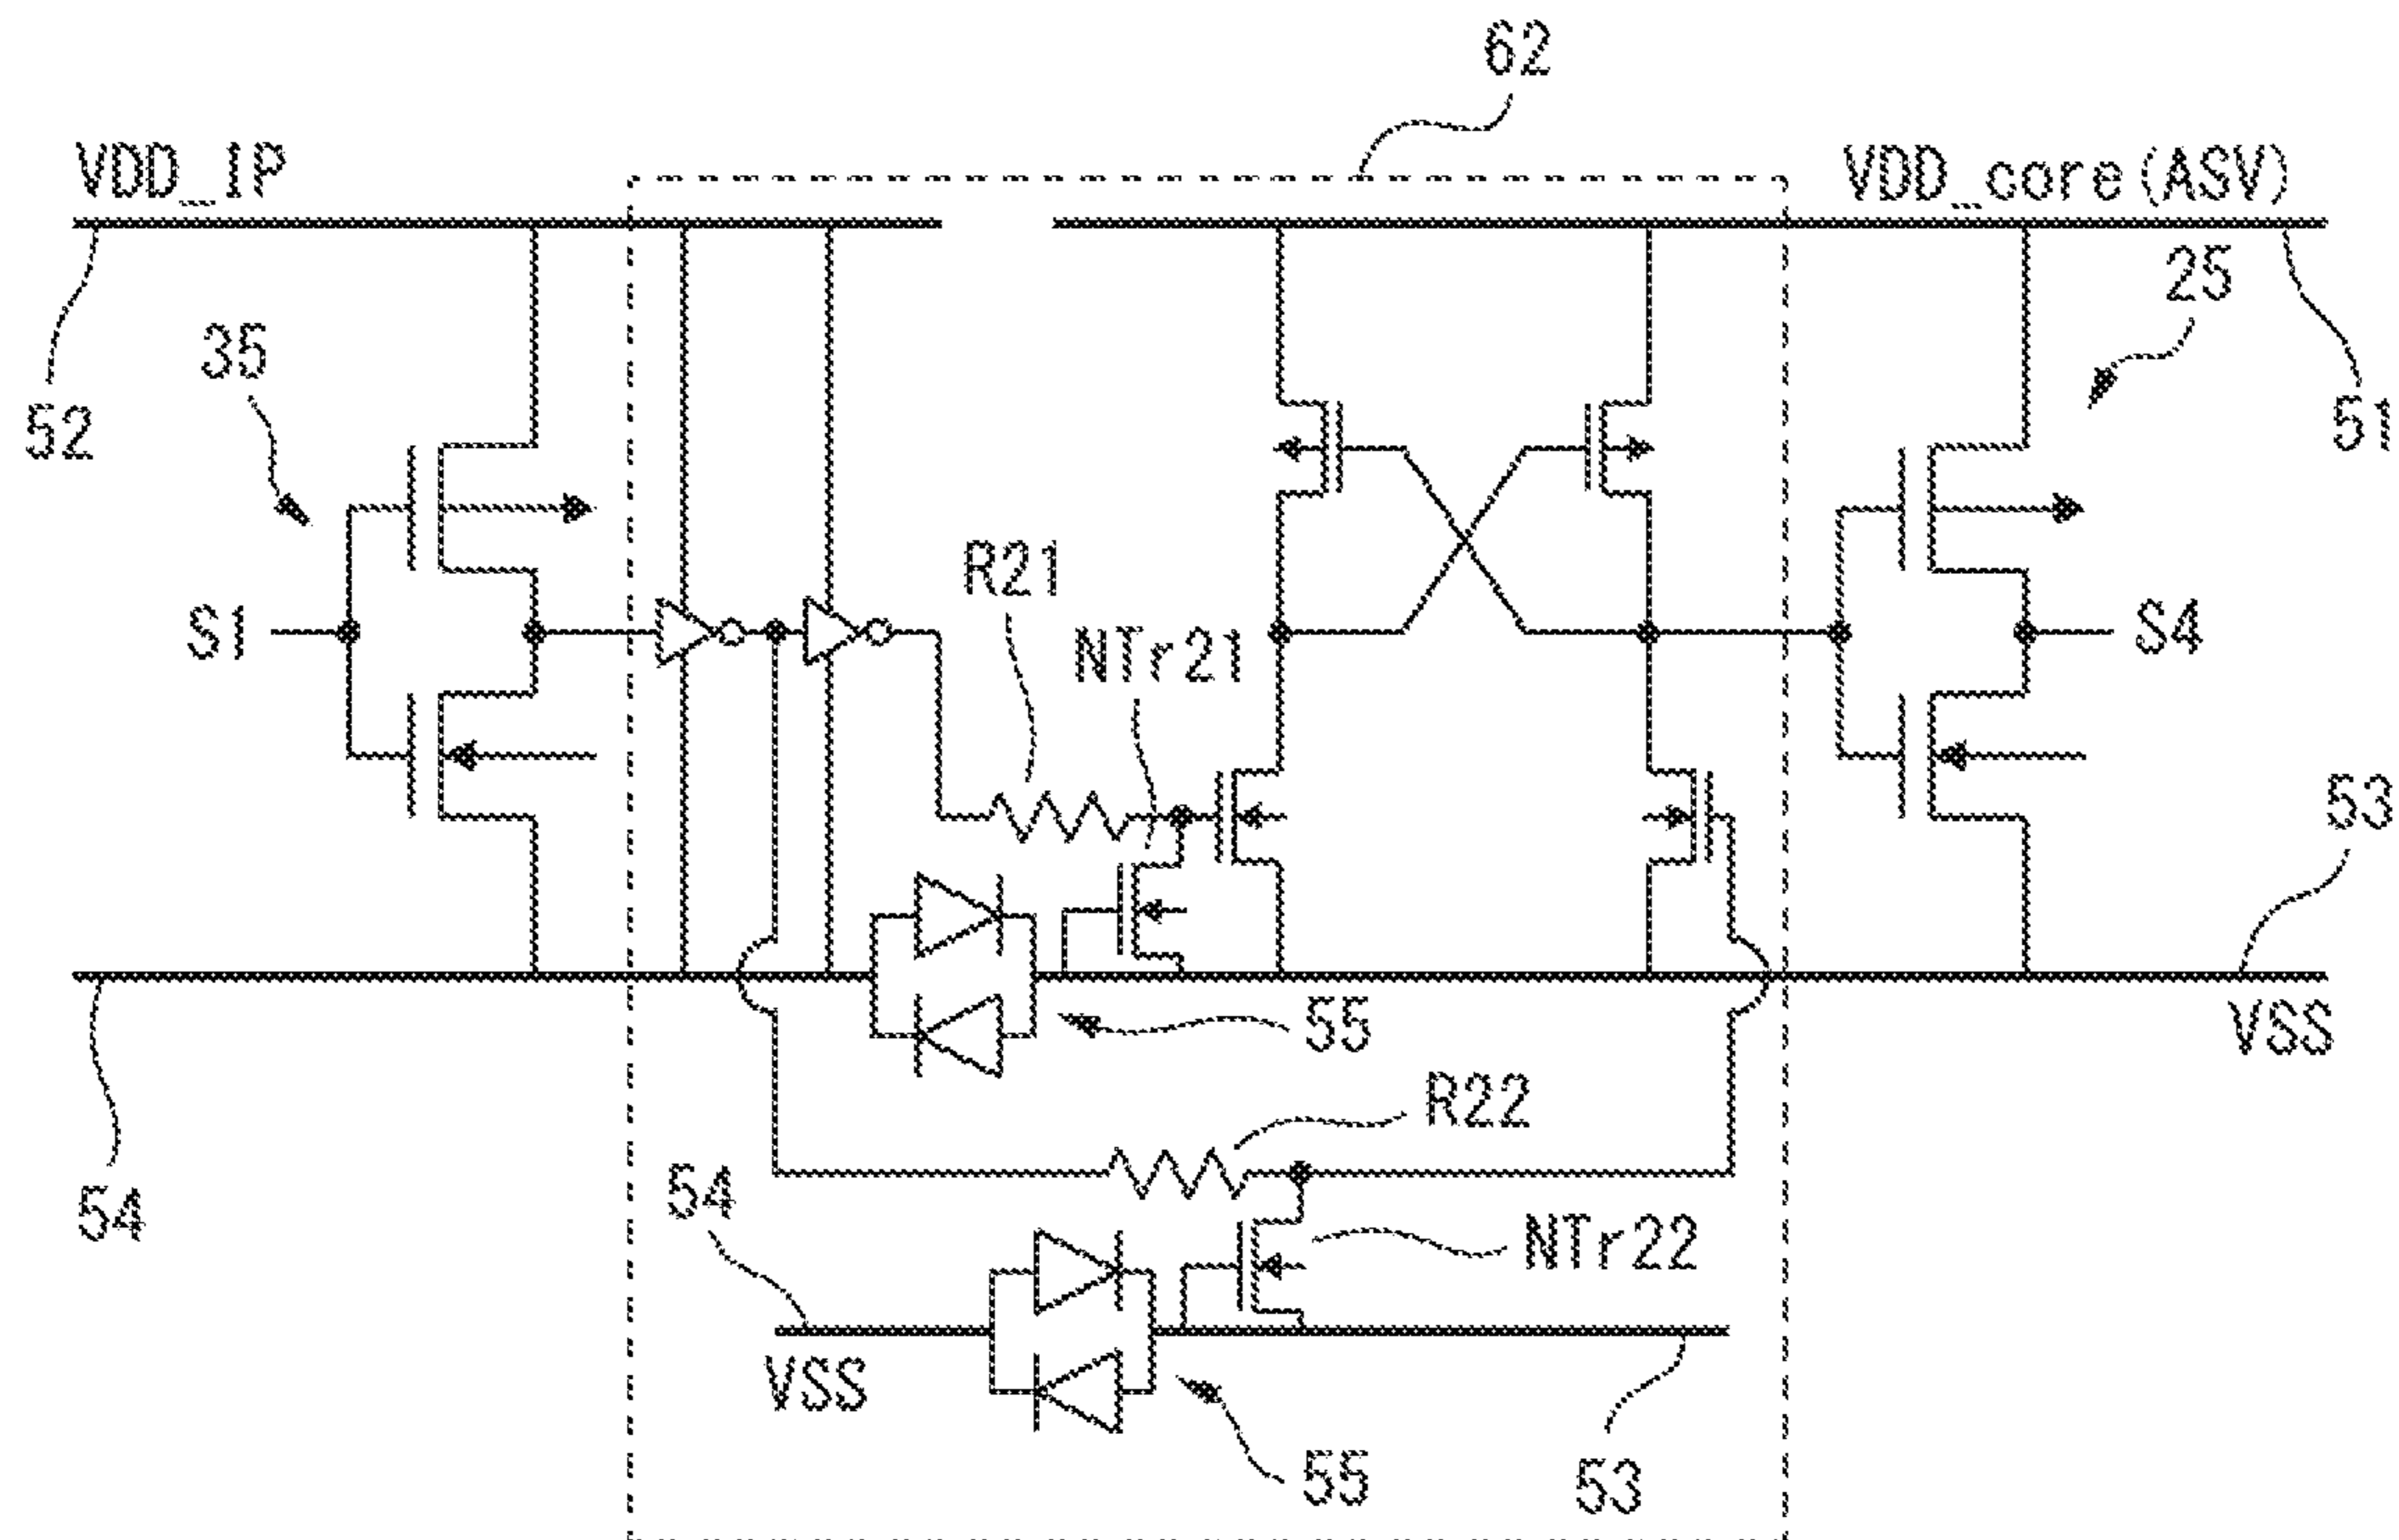 62
VDD_IP
VDD_core(ASV)
25
35
52
51
R21
S1
NTr21
S4
53
55
VSS
R22
54
54
NTr22
VSS
55
53